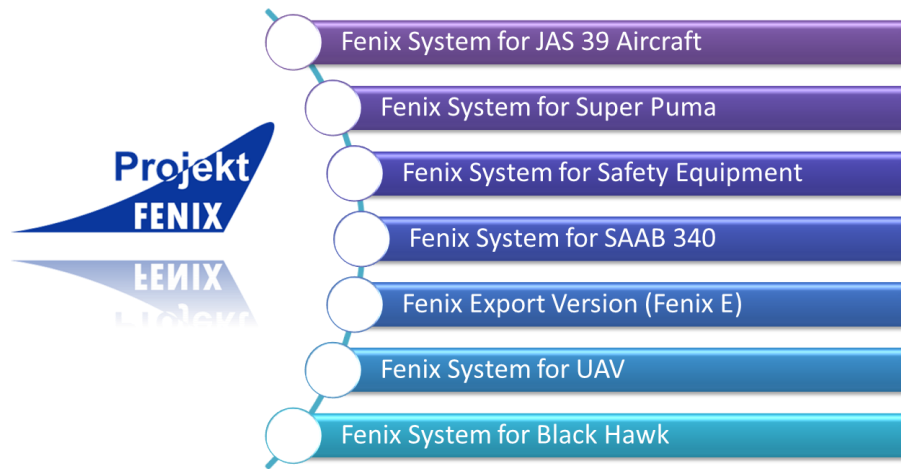 Projekt
FENIX
Fenix System for JAS 39 Aircraft
Fenix System for Super Puma
Fenix System for Safety Equipment
Fenix System for SAAB 340
Fenix Export Version (Fenix E)
Fenix System for UAV
Fenix System for Black Hawk